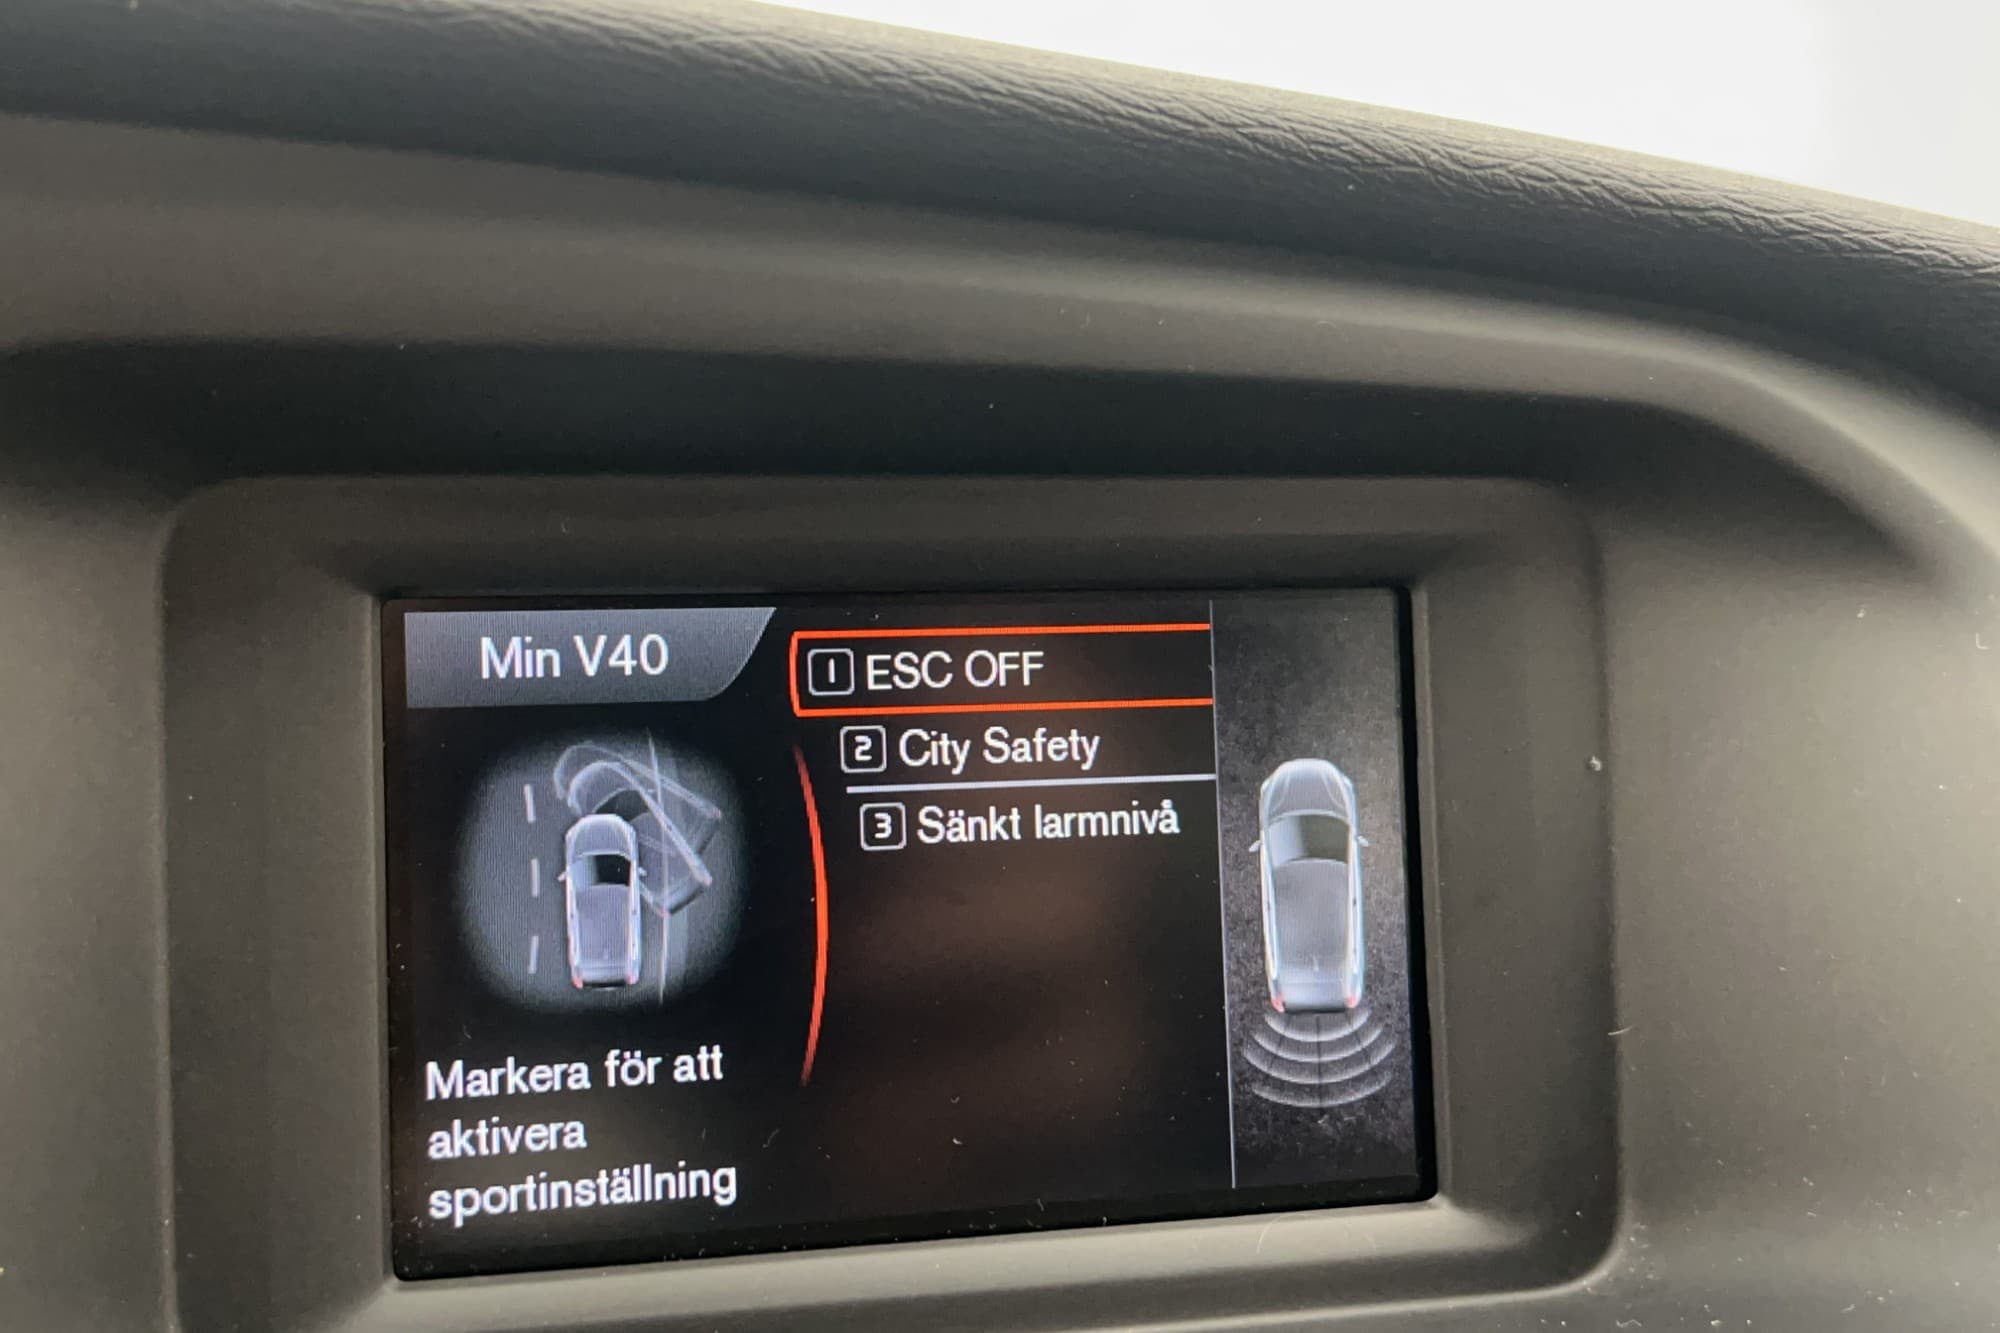 Min V40
1 ESC OFF
2 City Safety
3 Sänkt larmnivå
Markera för att
aktivera
sportinställning